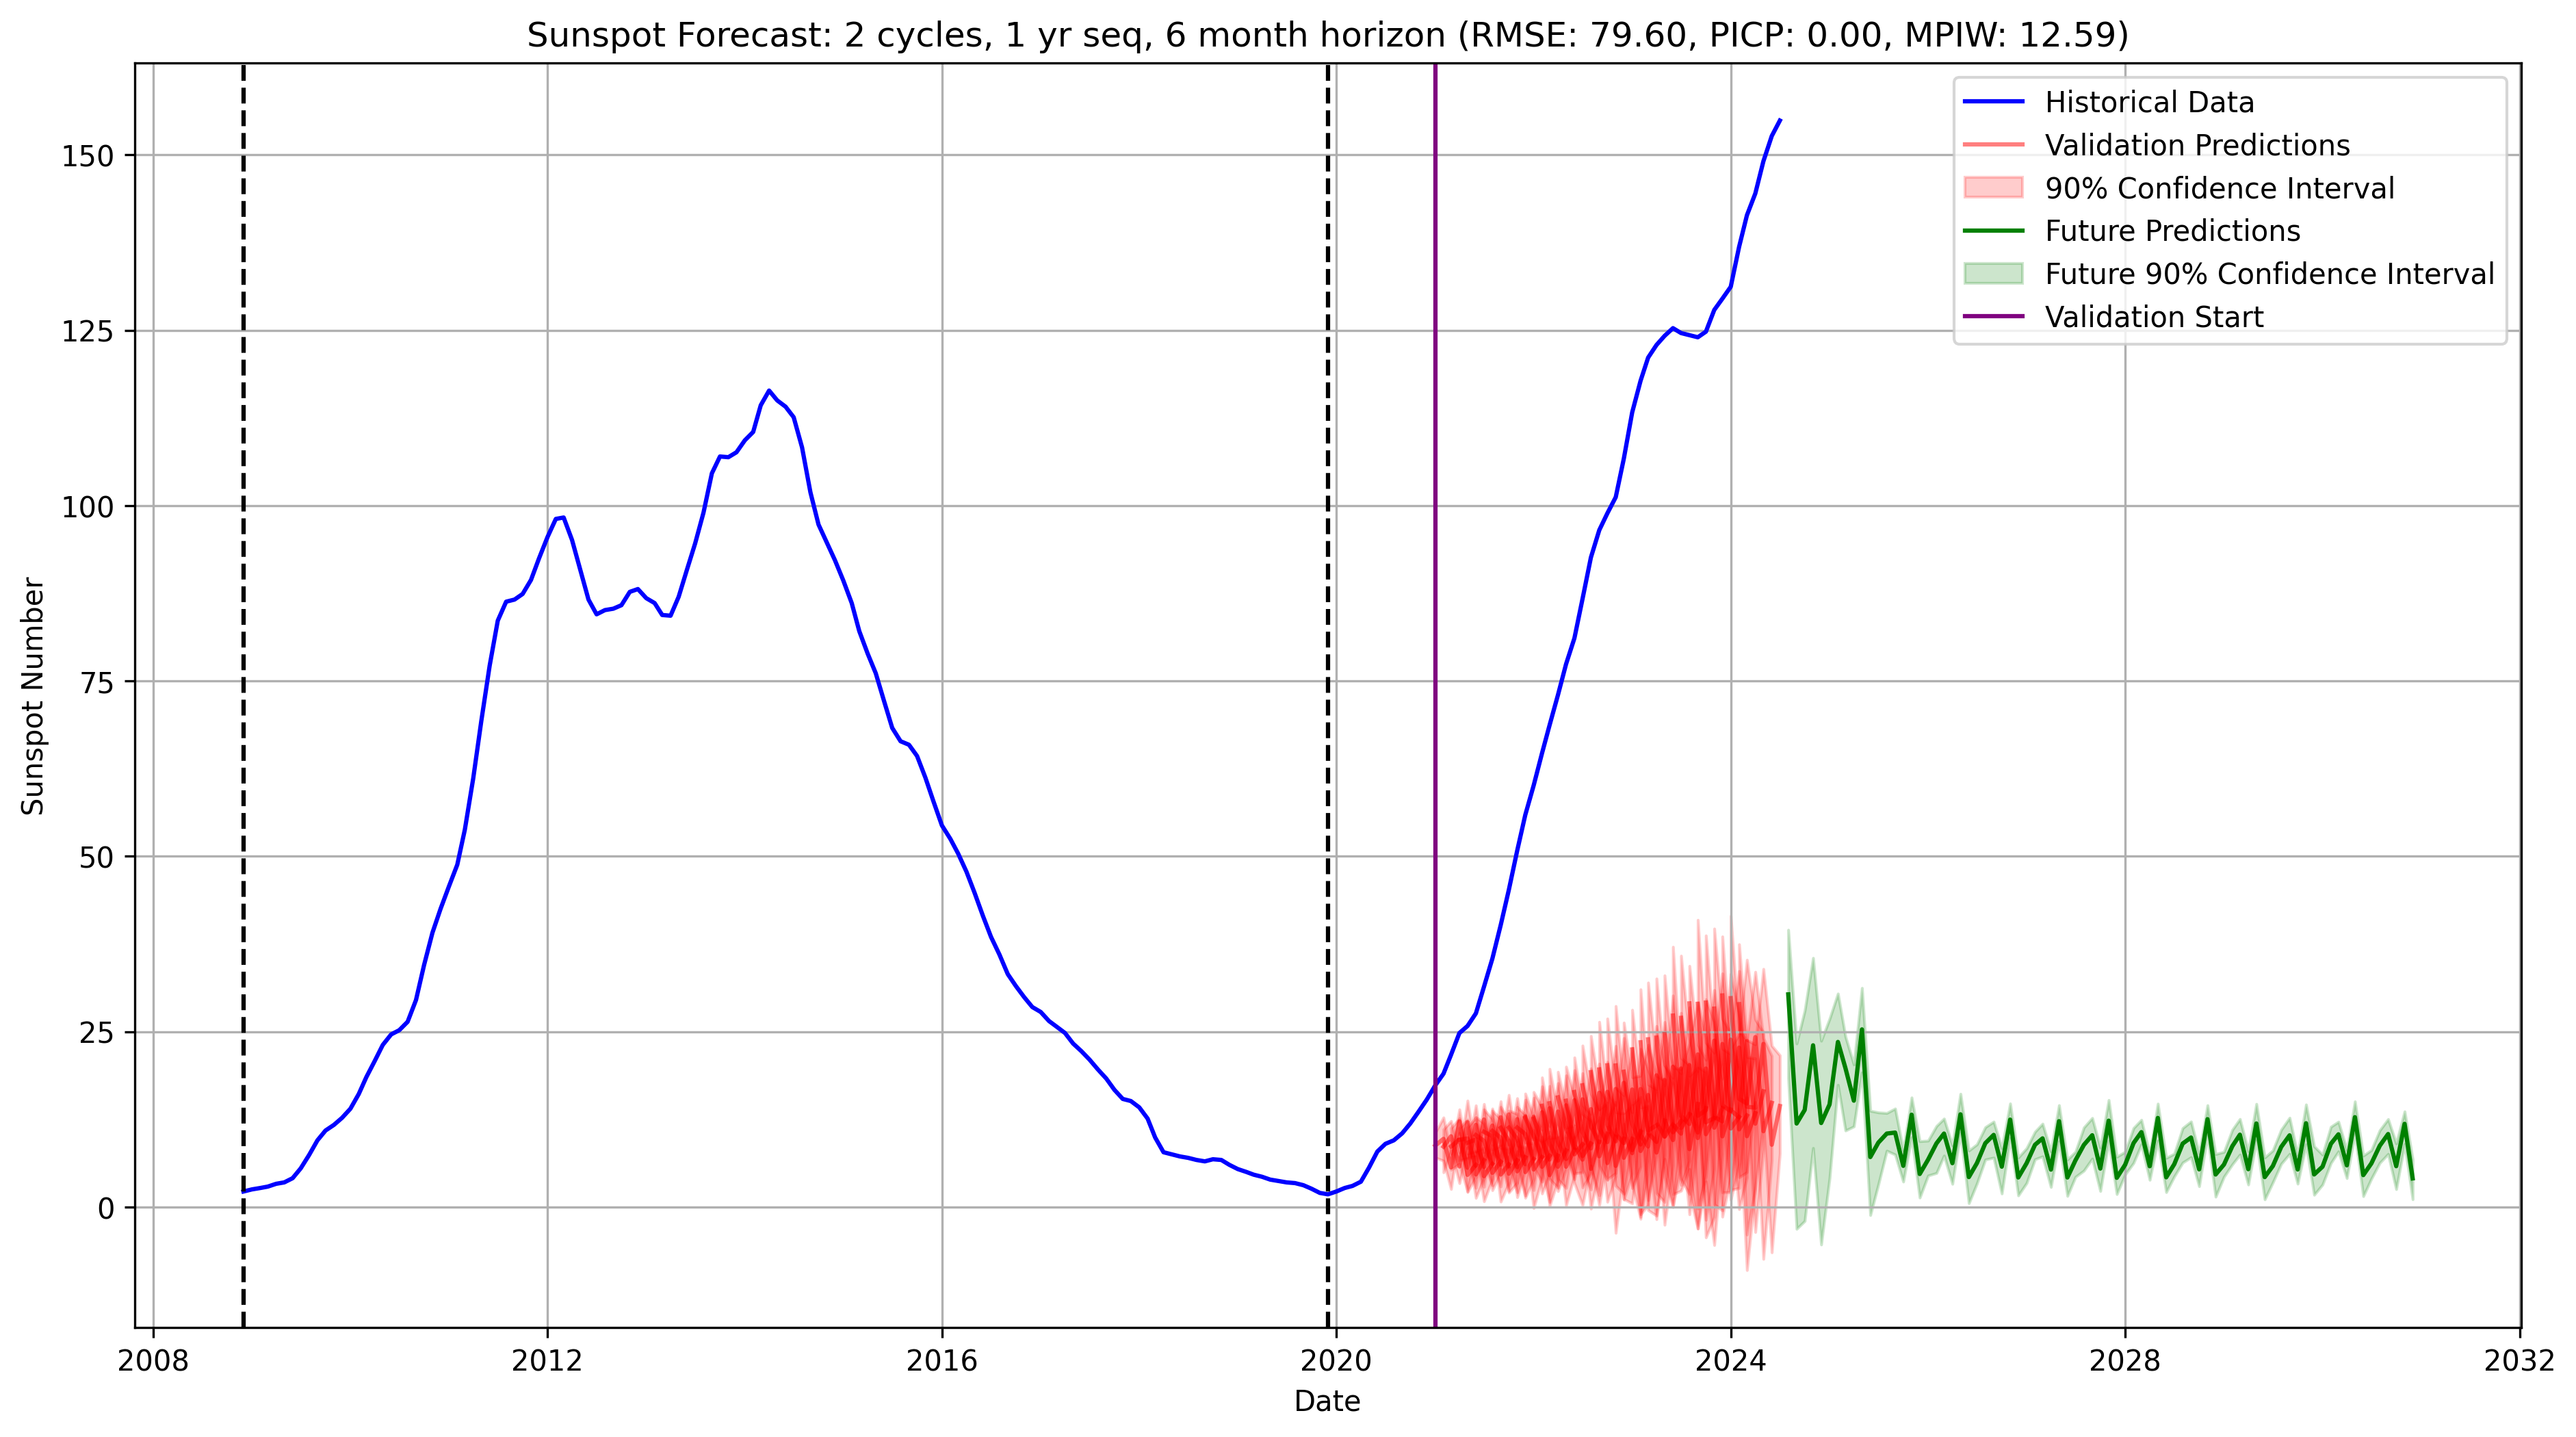 Sunspot Forecast: 2 cycles, 1 yr seq, 6 month horizon (RMSE: 79.60, PICP: 0.00, MPIW: 12.59)
Historical Data
Validation Predictions
90% Confidence Interval
Future Predictions
Future 90% Confidence Interval
Validation Start
Sunspot Number
150
125
100
75
50
25
0
2008 2012 2016 2020 2024 2028 2032
Date